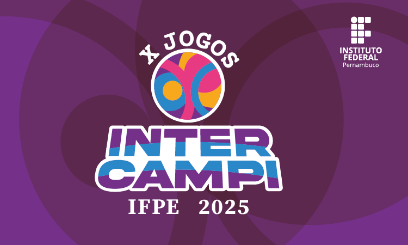 X JOGOS
INTER
CAMPI
IFPE 2025
INSTITUTO
FEDERAL
Pernambuco